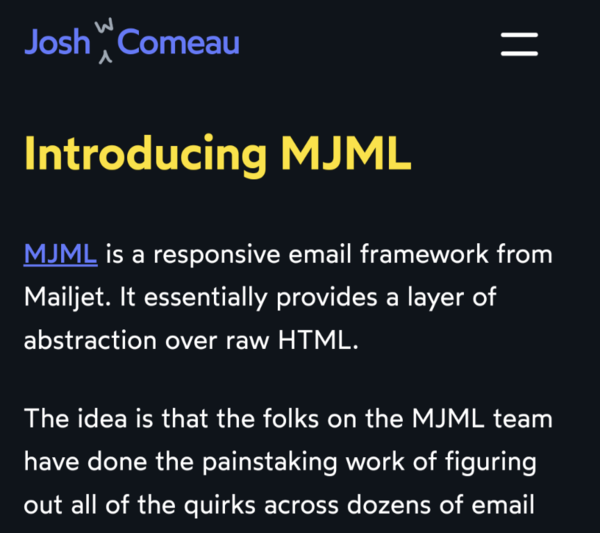 Josh W Comeau
Introducing MJML
MJML is a responsive email framework from
Mailjet. It essentially provides a layer of
abstraction over raw HTML.
The idea is that the folks on the MJML team
have done the painstaking work of figuring
out all of the quirks across dozens of email